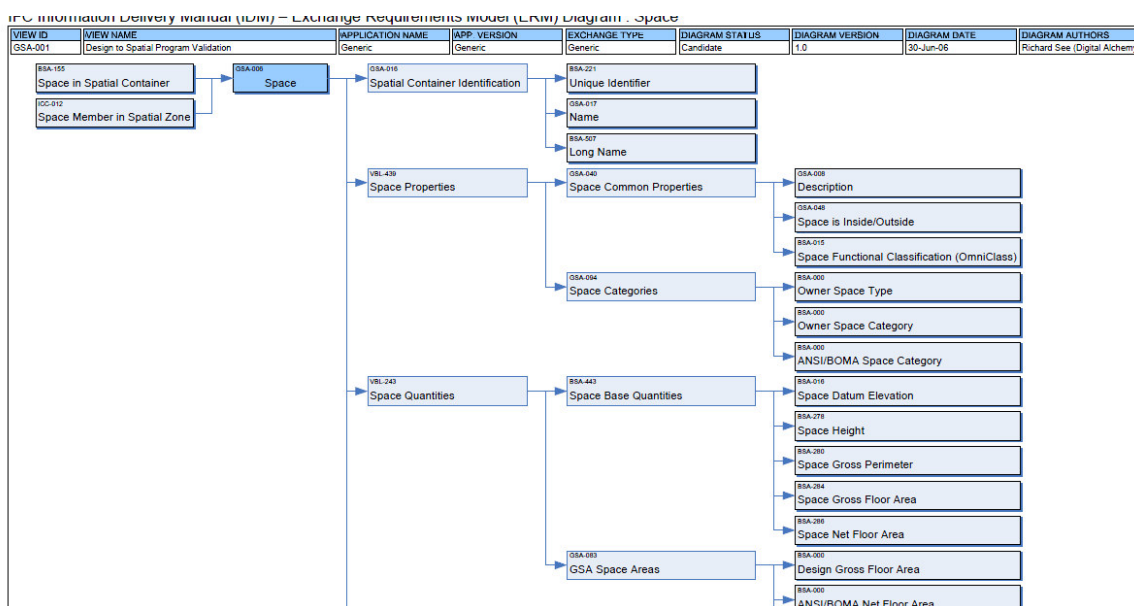 IFC Information Delivery Manual (IDM) – Exchange Requirements Model (ERM) Diagram : Space
VIEW ID VIEW NAME APPLICATION NAME APP VERSION EXCHANGE TYPE DIAGRAM STATUS DIAGRAM VERSION DIAGRAM DATE DIAGRAM AUTHORS
GSA-001 Design to Spatial Program Validation Generic Generic Generic Candidate 1.0 30-Jun-06 Richard See (Digital Alchemy
BSA-155
Space in Spatial Container
GSA-006
Space
GSA-016
Spatial Container Identification
BSA-221
Unique Identifier
ICC-012
Space Member in Spatial Zone
GSA-017
Name
BSA-507
Long Name
VBL-439
Space Properties
GSA-040
Space Common Properties
GSA-008
Description
GSA-048
Space is Inside/Outside
BSA-015
Space Functional Classification (OmniClass)
GSA-094
Space Categories
BSA-000
Owner Space Type
BSA-000
Owner Space Category
BSA-000
ANSI/BOMA Space Category
VBL-243
Space Quantities
BSA-443
Space Base Quantities
BSA-016
Space Datum Elevation
BSA-278
Space Height
BSA-280
Space Gross Perimeter
BSA-284
Space Gross Floor Area
BSA-286
Space Net Floor Area
GSA-083
GSA Space Areas
BSA-000
Design Gross Floor Area
BSA-000
ANSI/BOMA Net Floor Area